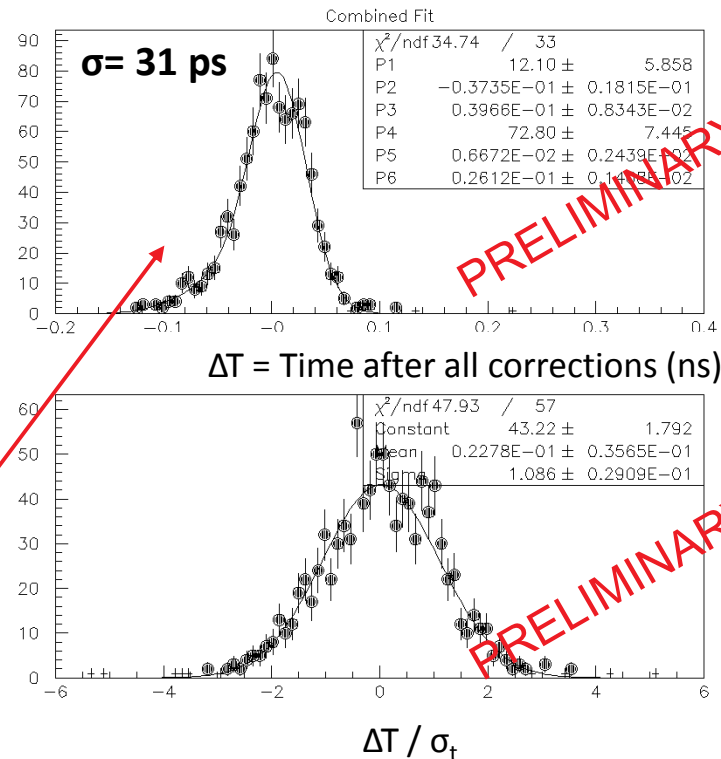 Combined Fit
σ= 31 ps
χ²/ndf 34.74 / 33
P1 12.10 ± 5.858
P2 -0.3735E-01 ± 0.1815E-01
P3 0.3966E-01 ± 0.8343E-02
P4 72.80 ± 7.445
P5 0.6672E-02 ± 0.2439E-02
P6 0.2612E-01 ±
PRELIMINARY
90
80
70
60
50
40
30
20
10
0
-0.2 -0.1 -0 0.1 0.2 0.3 0.4
ΔT = Time after all corrections (ns)
χ²/ndf 47.93 / 57
Constant 43.22 ± 1.792
Mean 0.2278E-01 ± 0.3565E-01
Sigma 1.086 ± 0.2909E-01
PRELIMINARY
60
50
40
30
20
10
0
-6 -4 -2 0 2 4 6
ΔT / σt